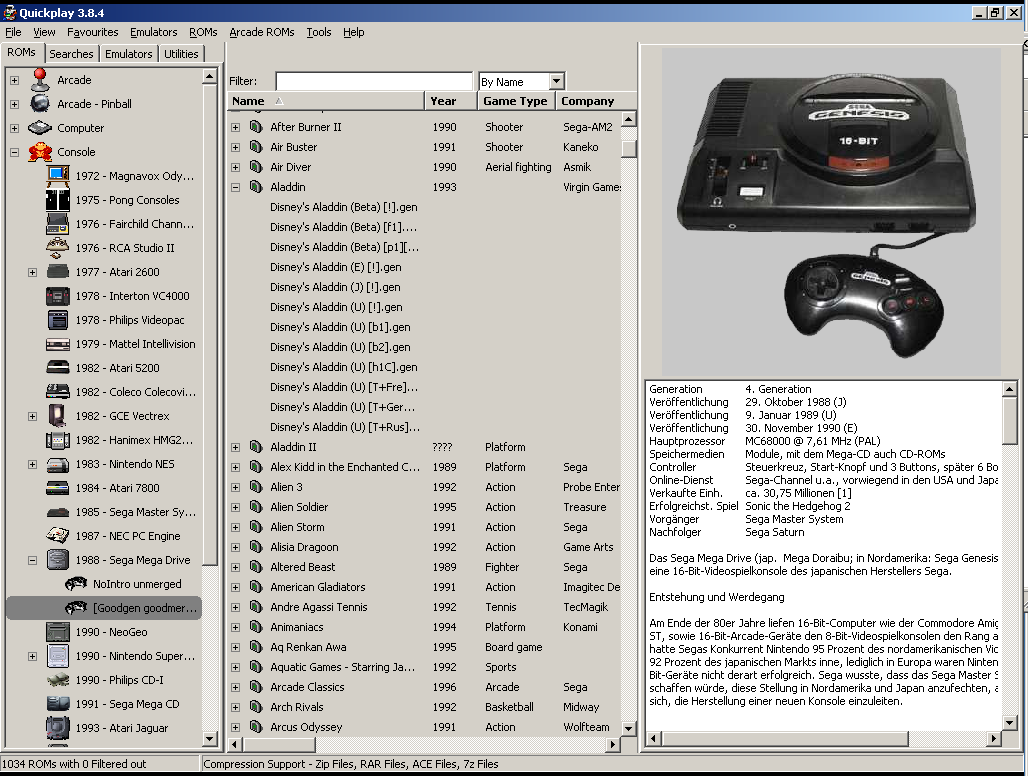 Quickplay 3.8.4
File View Favourites Emulators ROMs Arcade ROMs Tools Help
ROMs Searches Emulators Utilities
Arcade
Arcade - Pinball
Computer
Console
1972 - Magnavox Ody...
1975 - Pong Consoles
1976 - Fairchild Chann...
1976 - RCA Studio II
1977 - Atari 2600
1978 - Interton VC4000
1978 - Philips Videopac
1979 - Mattel Intellivision
1982 - Atari 5200
1982 - Coleco Colecovi...
1982 - GCE Vectrex
1982 - Hanimex HMG2...
1983 - Nintendo NES
1984 - Atari 7800
1985 - Sega Master Sy...
1987 - NEC PC Engine
1988 - Sega Mega Drive
NoIntro unmerged
[Goodgen goodmer...
1990 - NeoGeo
1990 - Nintendo Super...
1990 - Philips CD-I
1991 - Sega Mega CD
1993 - Atari Jaguar
Filter: By Name
Name Year Game Type Company
After Burner II 1990 Shooter Sega-AM2
Air Buster 1991 Shooter Kaneko
Air Diver 1990 Aerial fighting Asmik
Aladdin 1993 Virgin Games
Disney's Aladdin (Beta) [!].gen
Disney's Aladdin (Beta) [f1]....
Disney's Aladdin (Beta) [p1][...
Disney's Aladdin (E) [!].gen
Disney's Aladdin (J) [!].gen
Disney's Aladdin (U) [!].gen
Disney's Aladdin (U) [b1].gen
Disney's Aladdin (U) [b2].gen
Disney's Aladdin (U) [h1C].gen
Disney's Aladdin (U) [T+Fre]...
Disney's Aladdin (U) [T+Ger...
Disney's Aladdin (U) [T+Rus]...
Aladdin II ???? Platform
Alex Kidd in the Enchanted C... 1989 Platform Sega
Alien 3 1992 Action Probe Enter
Alien Soldier 1995 Action Treasure
Alien Storm 1991 Action Sega
Alisia Dragoon 1992 Action Game Arts
Altered Beast 1989 Fighter Sega
American Gladiators 1991 Action Imagitec De
Andre Agassi Tennis 1992 Tennis TecMagik
Animaniacs 1994 Platform Konami
Aq Renkan Awa 1995 Board game
Aquatic Games - Starring Ja... 1992 Sports
Arcade Classics 1996 Arcade Sega
Arch Rivals 1992 Basketball Midway
Arcus Odyssey 1991 Action Wolfteam
SEGA
GENESIS
16-BIT
GENESIS
Generation 4. Generation
Veröffentlichung 29. Oktober 1988 (J)
Veröffentlichung 9. Januar 1989 (U)
Veröffentlichung 30. November 1990 (E)
Hauptprozessor MC68000 @ 7,61 MHz (PAL)
Speichermedien Module, mit dem Mega-CD auch CD-ROMs
Controller Steuerkreuz, Start-Knopf und 3 Buttons, später 6 Bo
Online-Dienst Sega-Channel u.a., vorwiegend in den USA und Japa
Verkaufte Einh. ca. 30,75 Millionen [1]
Erfolgreichst. Spiel Sonic the Hedgehog 2
Vorgänger Sega Master System
Nachfolger Sega Saturn
Das Sega Mega Drive (jap. Mega Doraibu; in Nordamerika: Sega Genesis
eine 16-Bit-Videospielkonsole des japanischen Herstellers Sega.
Entstehung und Werdegang
Am Ende der 80er Jahre liefen 16-Bit-Computer wie der Commodore Amig
ST, sowie 16-Bit-Arcade-Geräte den 8-Bit-Videospielkonsolen den Rang a
hatte Segas Konkurrent Nintendo 95 Prozent des nordamerikanischen Vid
92 Prozent des japanischen Markts inne, lediglich in Europa waren Ninten
Bit-Geräte nicht derart erfolgreich. Sega wusste, dass das Sega Master S
schaffen würde, diese Stellung in Nordamerika und Japan anzufechten, a
sich, die Herstellung einer neuen Konsole einzuleiten.
1034 ROMs with 0 Filtered out
Compression Support - Zip Files, RAR Files, ACE Files, 7z Files